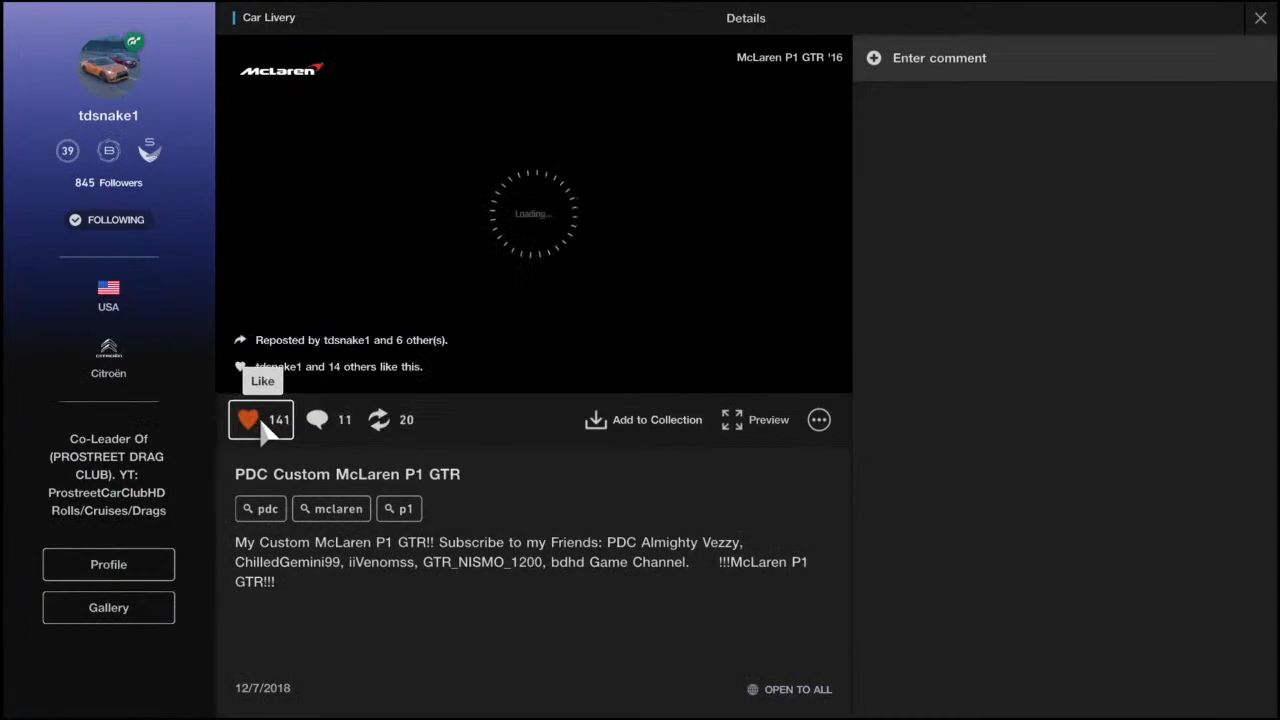 Car Livery
Details
tdsnake1
39
B
S
845 Followers
FOLLOWING
USA
CITROËN
Citroën
Co-Leader Of
(PROSTREET DRAG
CLUB). YT:
ProstreetCarClubHD
Rolls/Cruises/Drags
Profile
Gallery
McLaren
McLaren P1 GTR '16
Loading...
Reposted by tdsnake1 and 6 other(s).
tdsnake1 and 14 others like this.
Like
141
11
20
Add to Collection
Preview
PDC Custom McLaren P1 GTR
pdc
mclaren
p1
My Custom McLaren P1 GTR!! Subscribe to my Friends: PDC Almighty Vezzy,
ChilledGemini99, iiVenomss, GTR_NISMO_1200, bdhd Game Channel. !!!McLaren P1
GTR!!!
12/7/2018
OPEN TO ALL
Enter comment